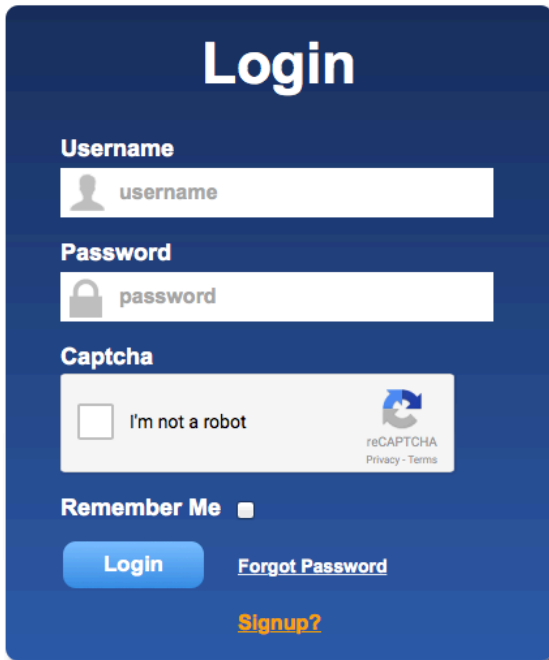 Login
Username
username
Password
password
Captcha
I'm not a robot
reCAPTCHA
Privacy - Terms
Remember Me
Login Forgot Password
Signup?